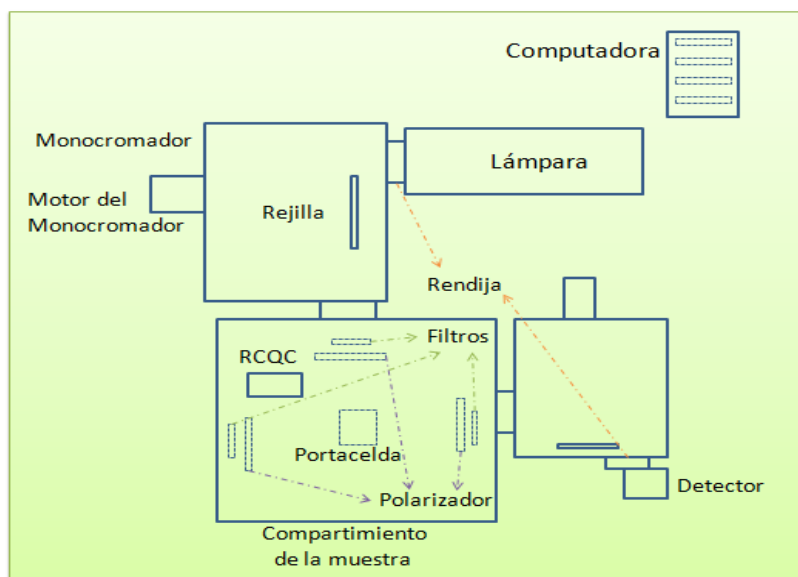 Computadora
Monocromador
Lámpara
Motor del
Monocromador
Rejilla
Rendija
Filtros
RCQC
Portacelda
Polarizador
Detector
Compartimiento
de la muestra